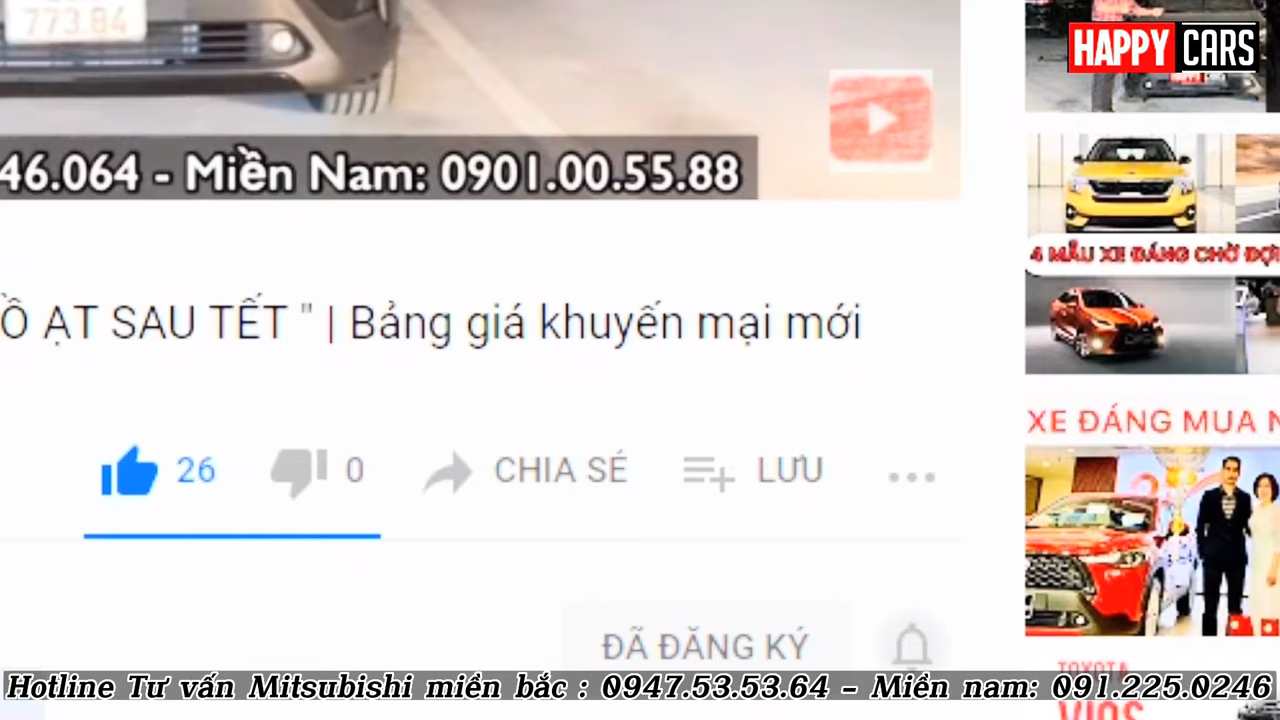 773.84
HAPPY CARS
46.064 - Miền Nam: 0901.00.55.88
4 MẪU XE ĐÁNG CHỜ ĐỢI
Ồ ẠT SAU TẾT " | Bảng giá khuyến mại mới
XE ĐÁNG MUA N
26 0 CHIA SẺ LƯU
ĐÃ ĐĂNG KÝ
TOYOTA
VIOS
Hotline Tư vấn Mitsubishi miền bắc : 0947.53.53.64 – Miền nam: 091.225.0246